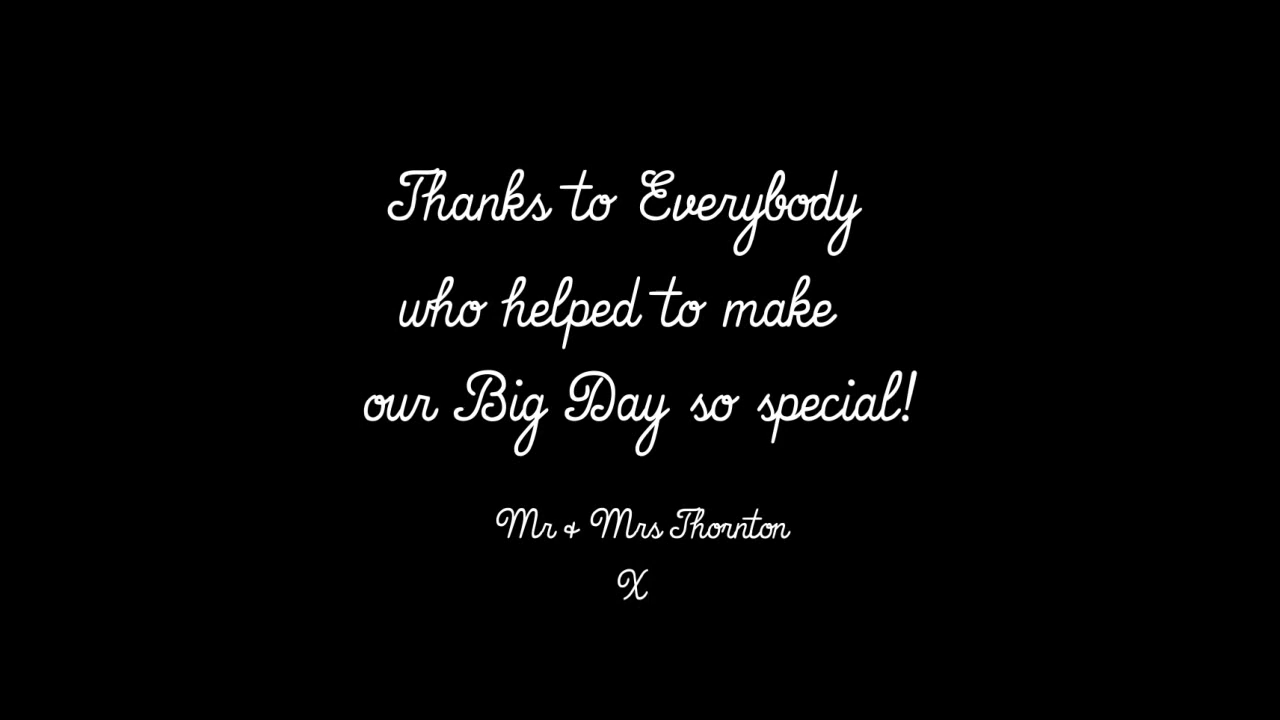 Thanks to Everybody
who helped to make
our Big Day so special!
Mr & Mrs Thornton
X